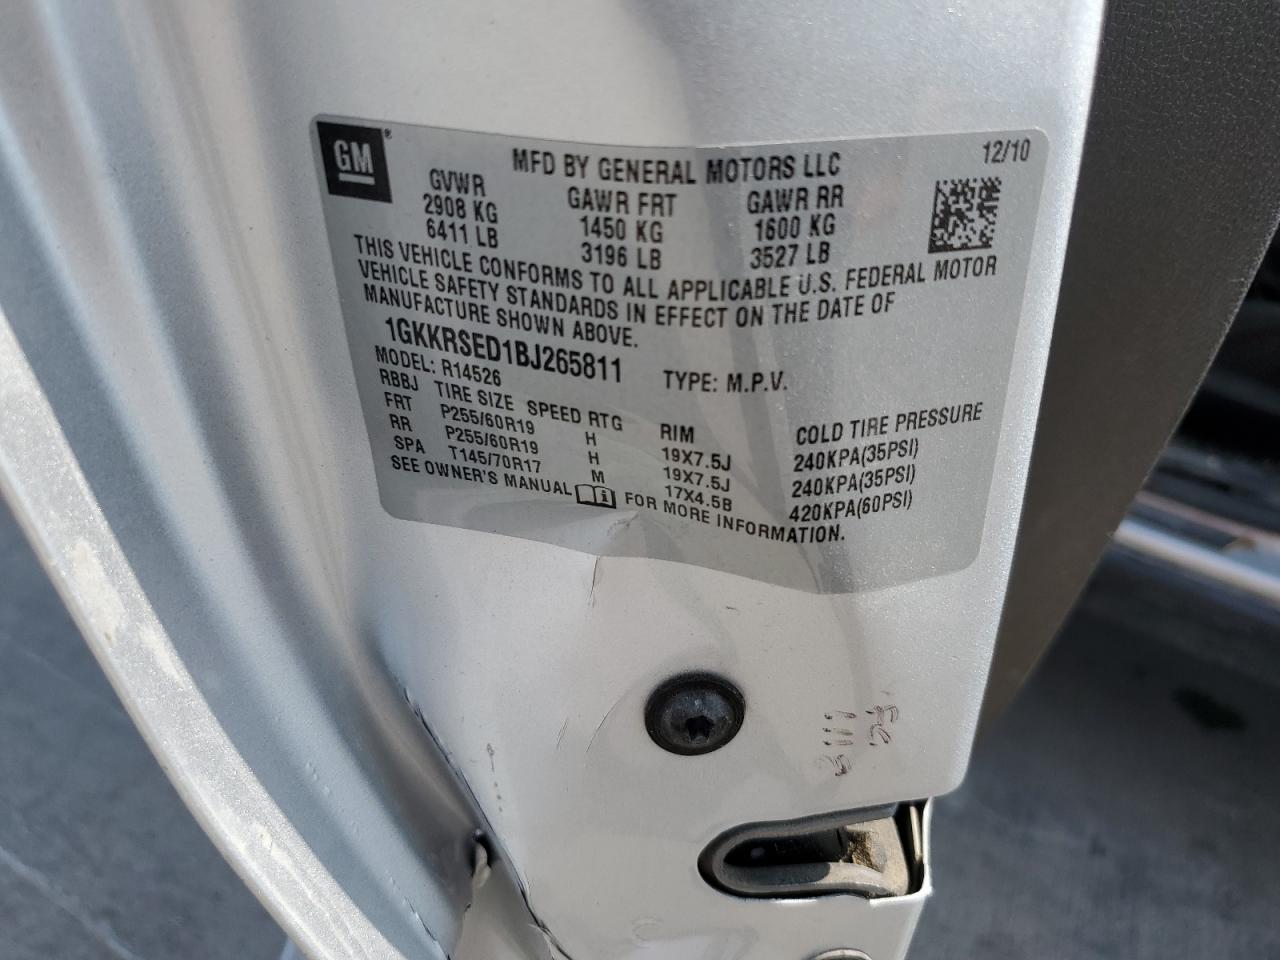 GM®
MFD BY GENERAL MOTORS LLC 12/10
GVWR GAWR FRT GAWR RR
2908 KG 1450 KG 1600 KG
6411 LB 3196 LB 3527 LB
THIS VEHICLE CONFORMS TO ALL APPLICABLE U.S. FEDERAL MOTOR
VEHICLE SAFETY STANDARDS IN EFFECT ON THE DATE OF
MANUFACTURE SHOWN ABOVE.
1GKKRSED1BJ265811 TYPE: M.P.V.
MODEL: R14526
RBBJ TIRE SIZE SPEED RTG RIM COLD TIRE PRESSURE
FRT P255/60R19 H 19X7.5J 240KPA(35PSI)
RR P255/60R19 H 19X7.5J 240KPA(35PSI)
SPA T145/70R17 M 17X4.5B 420KPA(60PSI)
SEE OWNER'S MANUAL FOR MORE INFORMATION.